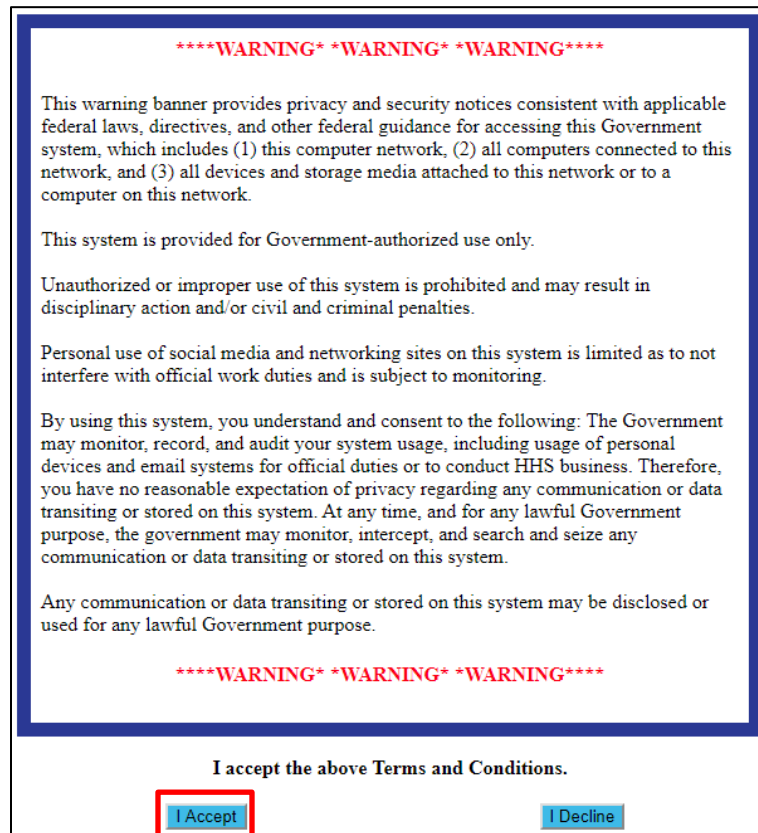 ****WARNING* *WARNING* *WARNING****
This warning banner provides privacy and security notices consistent with applicable
federal laws, directives, and other federal guidance for accessing this Government
system, which includes (1) this computer network, (2) all computers connected to this
network, and (3) all devices and storage media attached to this network or to a
computer on this network.
This system is provided for Government-authorized use only.
Unauthorized or improper use of this system is prohibited and may result in
disciplinary action and/or civil and criminal penalties.
Personal use of social media and networking sites on this system is limited as to not
interfere with official work duties and is subject to monitoring.
By using this system, you understand and consent to the following: The Government
may monitor, record, and audit your system usage, including usage of personal
devices and email systems for official duties or to conduct HHS business. Therefore,
you have no reasonable expectation of privacy regarding any communication or data
transiting or stored on this system. At any time, and for any lawful Government
purpose, the government may monitor, intercept, and search and seize any
communication or data transiting or stored on this system.
Any communication or data transiting or stored on this system may be disclosed or
used for any lawful Government purpose.
****WARNING* *WARNING* *WARNING****
I accept the above Terms and Conditions.
I Accept I Decline